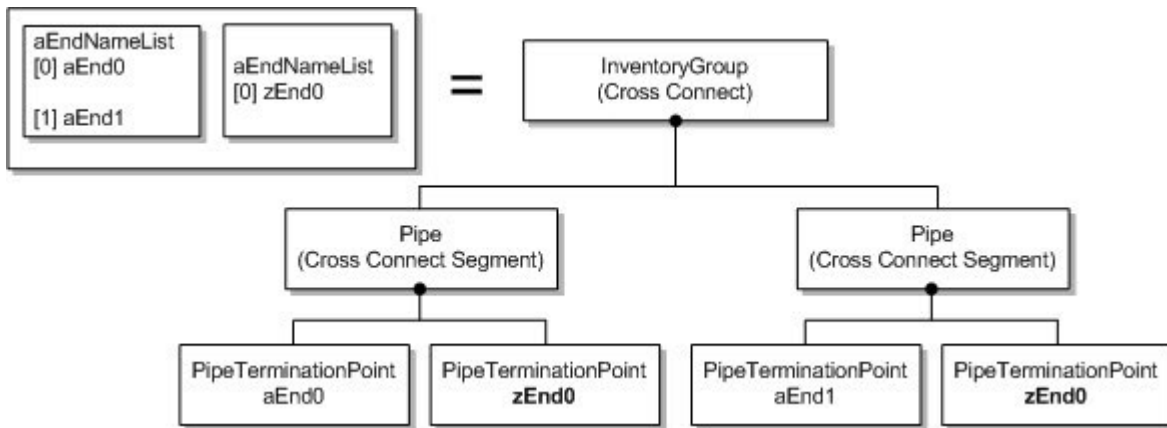 aEndNameList
[0] aEnd0
[1] aEnd1
aEndNameList
[0] zEnd0
=
InventoryGroup
(Cross Connect)
Pipe
(Cross Connect Segment)
Pipe
(Cross Connect Segment)
PipeTerminationPoint
aEnd0
PipeTerminationPoint
zEnd0
PipeTerminationPoint
aEnd1
PipeTerminationPoint
zEnd0